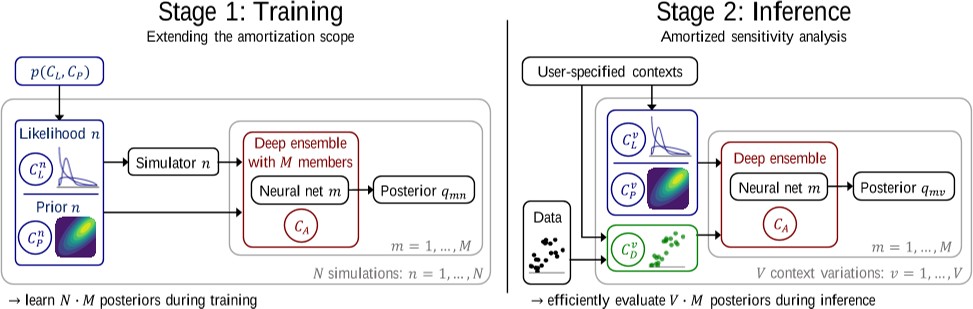 Stage 1: Training
Extending the amortization scope
p(C_L, C_P)
Likelihood n
C_L^n
Prior n
C_P^n
Simulator n
Deep ensemble
with M members
Neural net m
C_A
Posterior q_mn
m = 1, ..., M
N simulations: n = 1, ..., N
→ learn N · M posteriors during training
Stage 2: Inference
Amortized sensitivity analysis
User-specified contexts
C_L^v
C_P^v
Data
C_D^v
Deep ensemble
Neural net m
C_A
Posterior q_mv
m = 1, ..., M
V context variations: v = 1, ..., V
→ efficiently evaluate V · M posteriors during inference